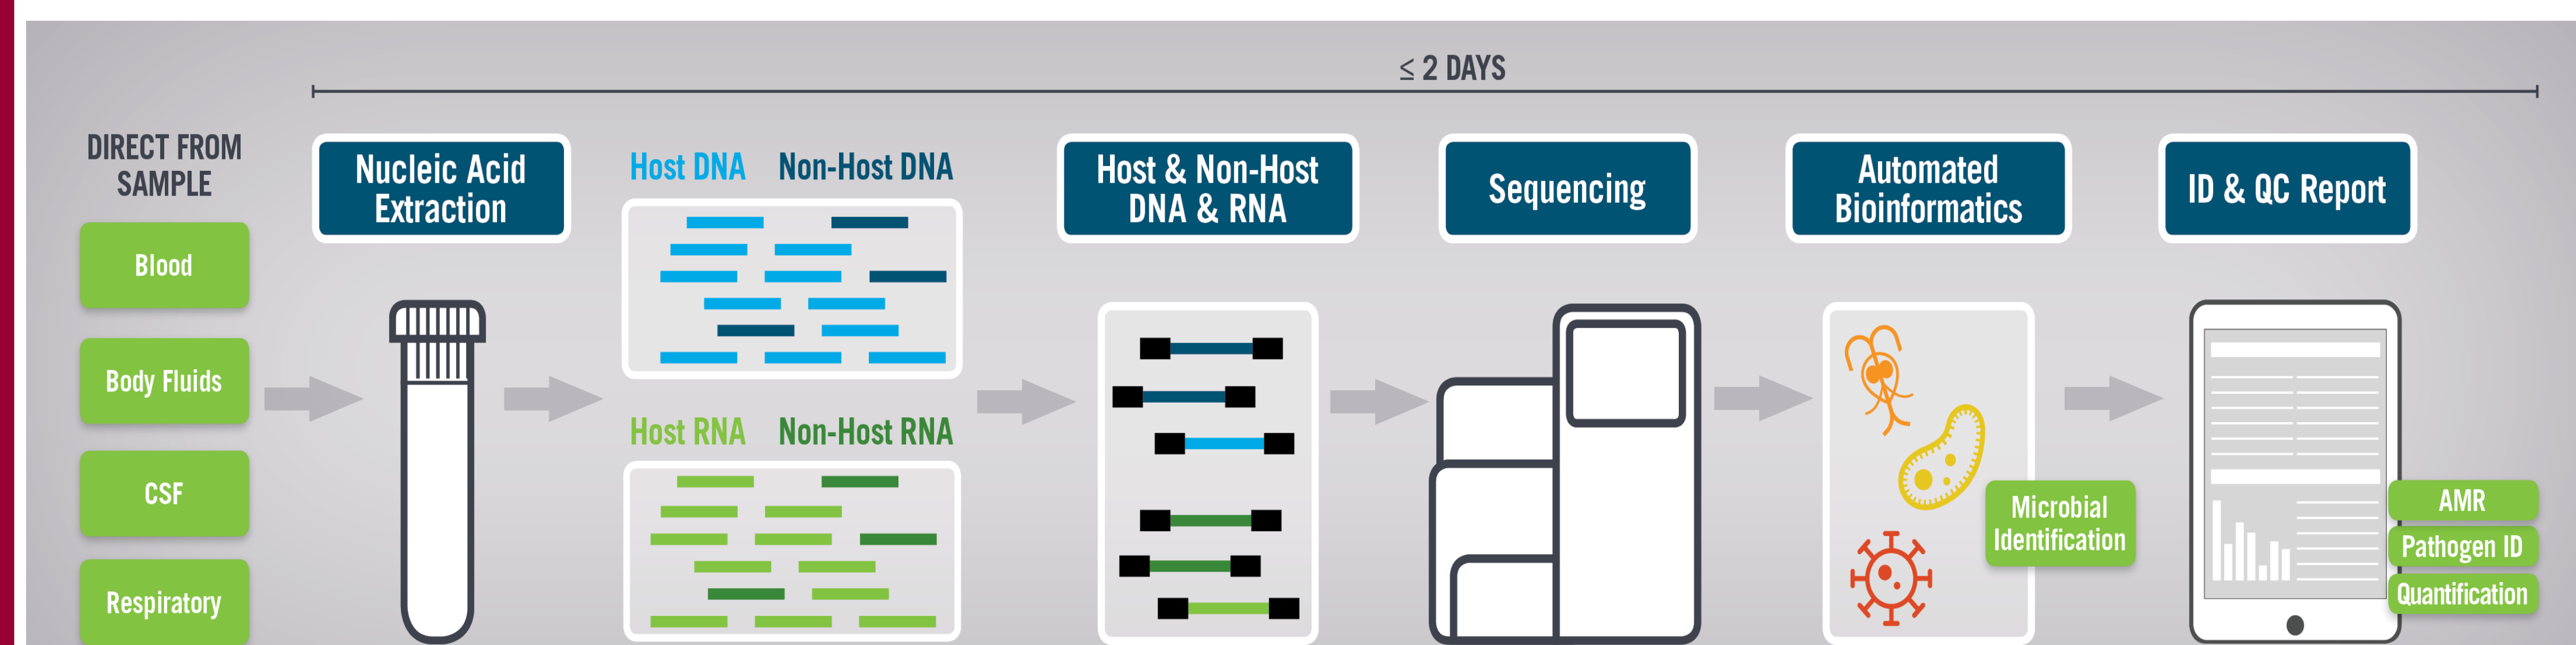 ≤ 2 DAYS
DIRECT FROM
SAMPLE
Blood
Body Fluids
CSF
Respiratory
Nucleic Acid
Extraction
Host DNA
Non-Host DNA
Host RNA
Non-Host RNA
Host & Non-Host
DNA & RNA
Sequencing
Automated
Bioinformatics
Microbial
Identification
ID & QC Report
AMR
Pathogen ID
Quantification